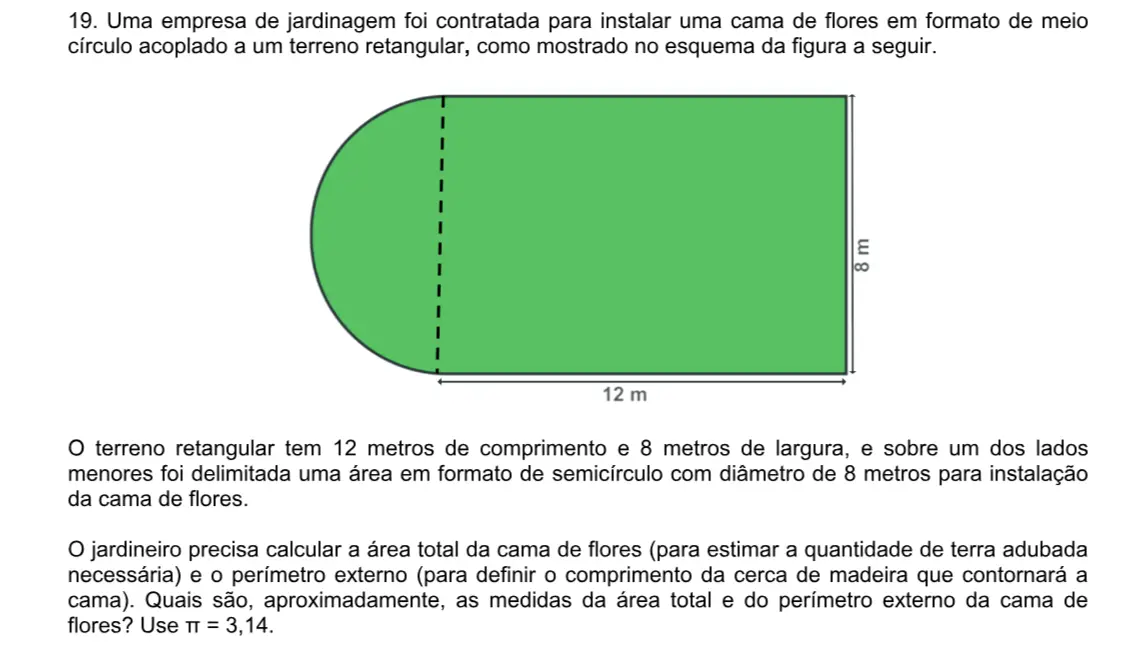 19. Uma empresa de jardinagem foi contratada para instalar uma cama de flores em formato de meio
círculo acoplado a um terreno retangular, como mostrado no esquema da figura a seguir.
8 m
12 m
O terreno retangular tem 12 metros de comprimento e 8 metros de largura, e sobre um dos lados
menores foi delimitada uma área em formato de semicírculo com diâmetro de 8 metros para instalação
da cama de flores.
O jardineiro precisa calcular a área total da cama de flores (para estimar a quantidade de terra adubada
necessária) e o perímetro externo (para definir o comprimento da cerca de madeira que contornará a
cama). Quais são, aproximadamente, as medidas da área total e do perímetro externo da cama de
flores? Use π = 3,14.